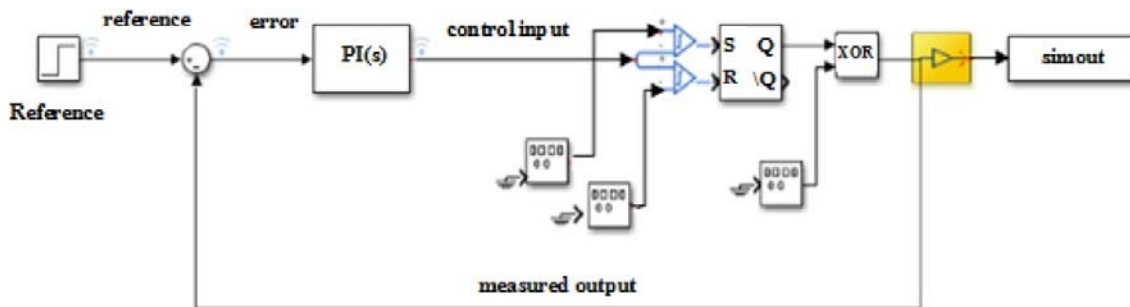 reference
error
control input
PI(s)
S
Q
R
\Q
XOR
simout
Reference
measured output